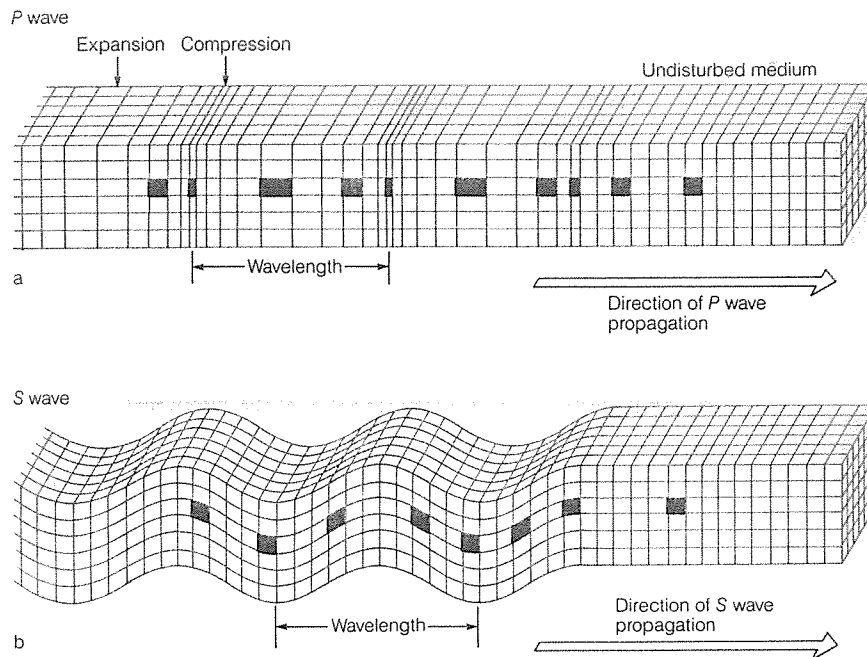 P wave
Expansion Compression
Undisturbed medium
Wavelength
a
Direction of P wave
propagation
S wave
Wavelength
Direction of S wave
propagation
b